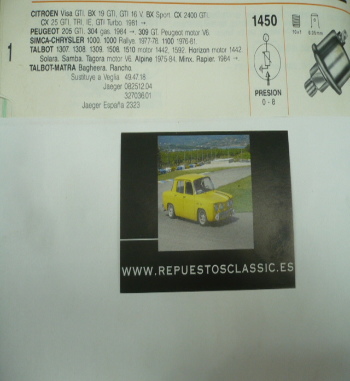 CITROEN Visa GTI, BX 19 GTI, GTI 16 V, BX Sport, CX 2400 GTI,
CX 25 GTI, TRI, IE, GTI Turbo. 1981 →
PEUGEOT 205 GTI, 304 gas. 1984 →. 309 GT. Peugeot motor V6.
SIMCA-CHRYSLER 1000, 1000 Rallye. 1977-78. 1100. 1976-81.
1
TALBOT 1307, 1308, 1309, 1508, 1510 motor 1442, 1592, Horizon motor 1442.
Solara. Samba. Tagora motor V6. Alpine 1975-84. Minx, Rapier. 1984 →
TALBOT-MATRA Bagheera. Rancho.
Sustituye a Veglia 49.47.18
Jaeger 082512.04
327036.01
Jaeger España 2323
1450
PRESION
0 - 8
WWW.REPUESTOSCLASSIC.ES